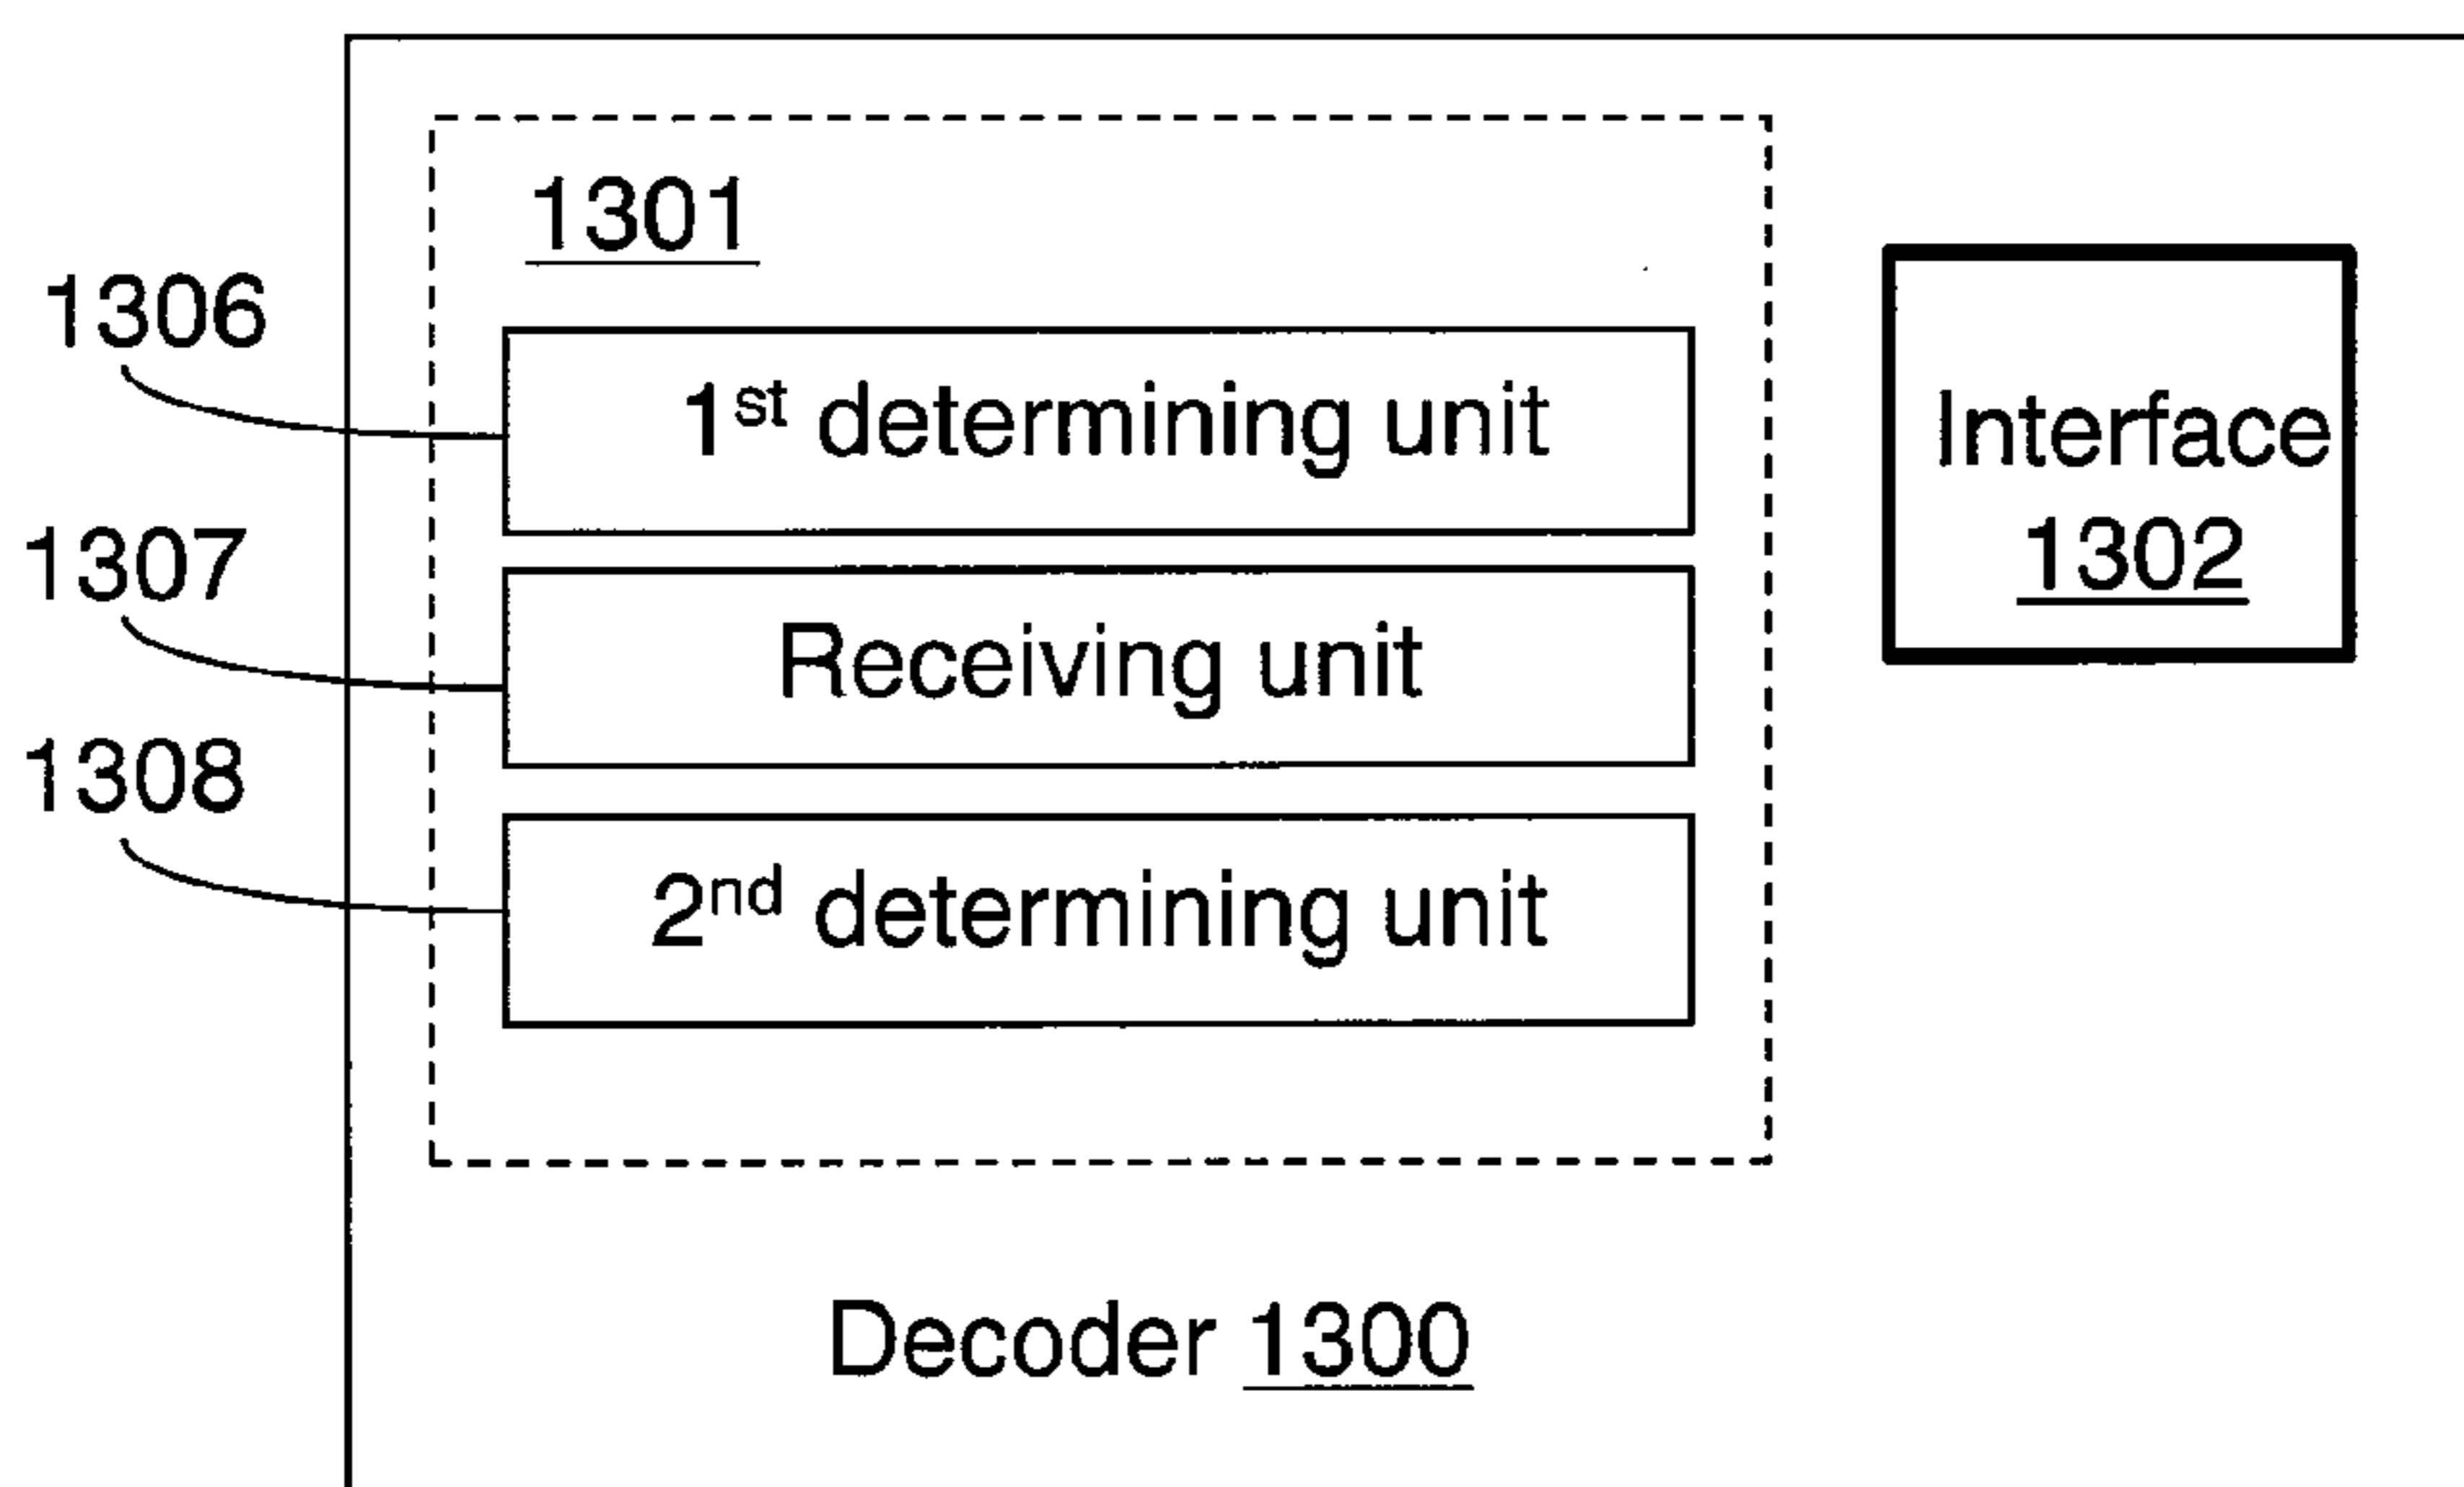 1301
1306
1st determining unit
Interface
1302
1307
Receiving unit
1308
2nd determining unit
Decoder 1300